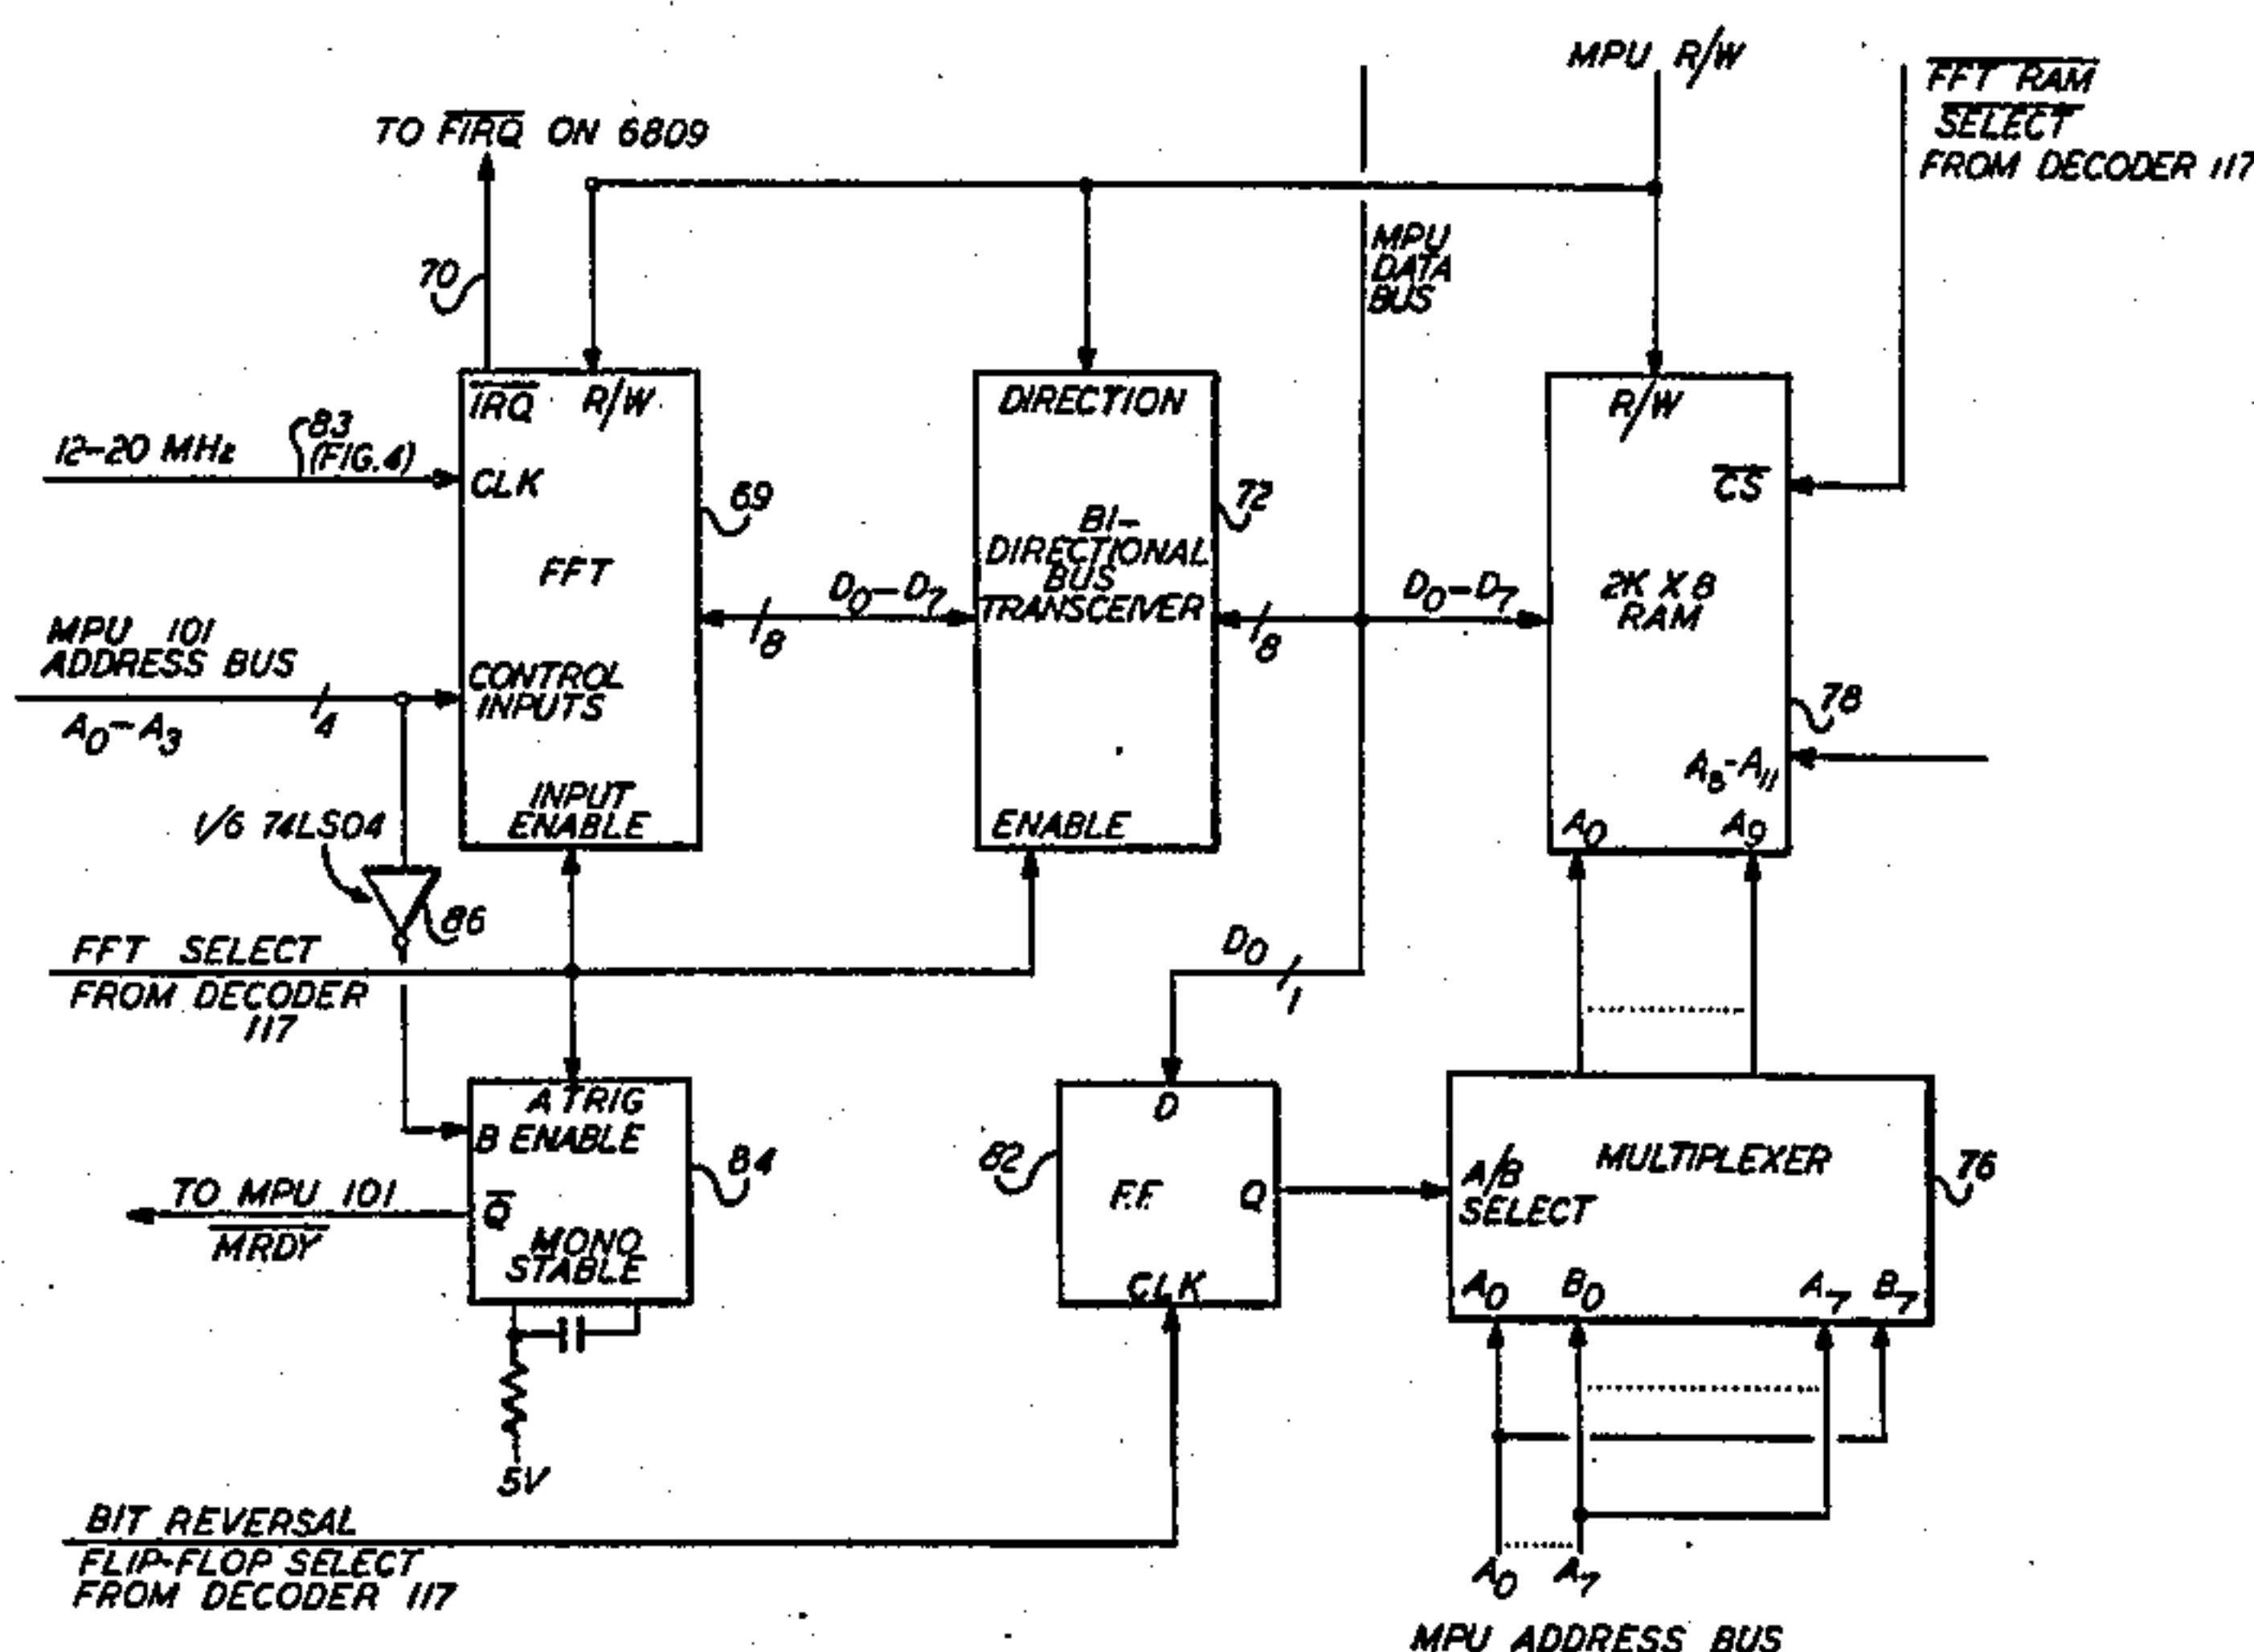 MPU R/W
FFT RAM
SELECT
FROM DECODER 117
TO FIRQ ON 6809
MPU
DATA
BUS
70
IRQ R/W
DIRECTION
R/W
12-20 MHz
83
(FIG.4)
CLK
CS
69
72
BI-
DIRECTIONAL
BUS
TRANSCEIVER
FFT
D0-D7
8
8
D0-D7
2K X 8
RAM
MPU 101
ADDRESS BUS
A0-A3
4
CONTROL
INPUTS
78
A8-A11
INPUT
ENABLE
ENABLE
A0 A9
1/6 74LS04
86
FFT SELECT
FROM DECODER
117
D0
1
A TRIG
B ENABLE
84
Q
MONO
STABLE
TO MPU 101
MRDY
5V
D
82
F.F.
Q
CLK
A/B
SELECT
MULTIPLEXER
76
A0 B0 A7 B7
BIT REVERSAL
FLIP-FLOP SELECT
FROM DECODER 117
A0 A7
MPU ADDRESS BUS